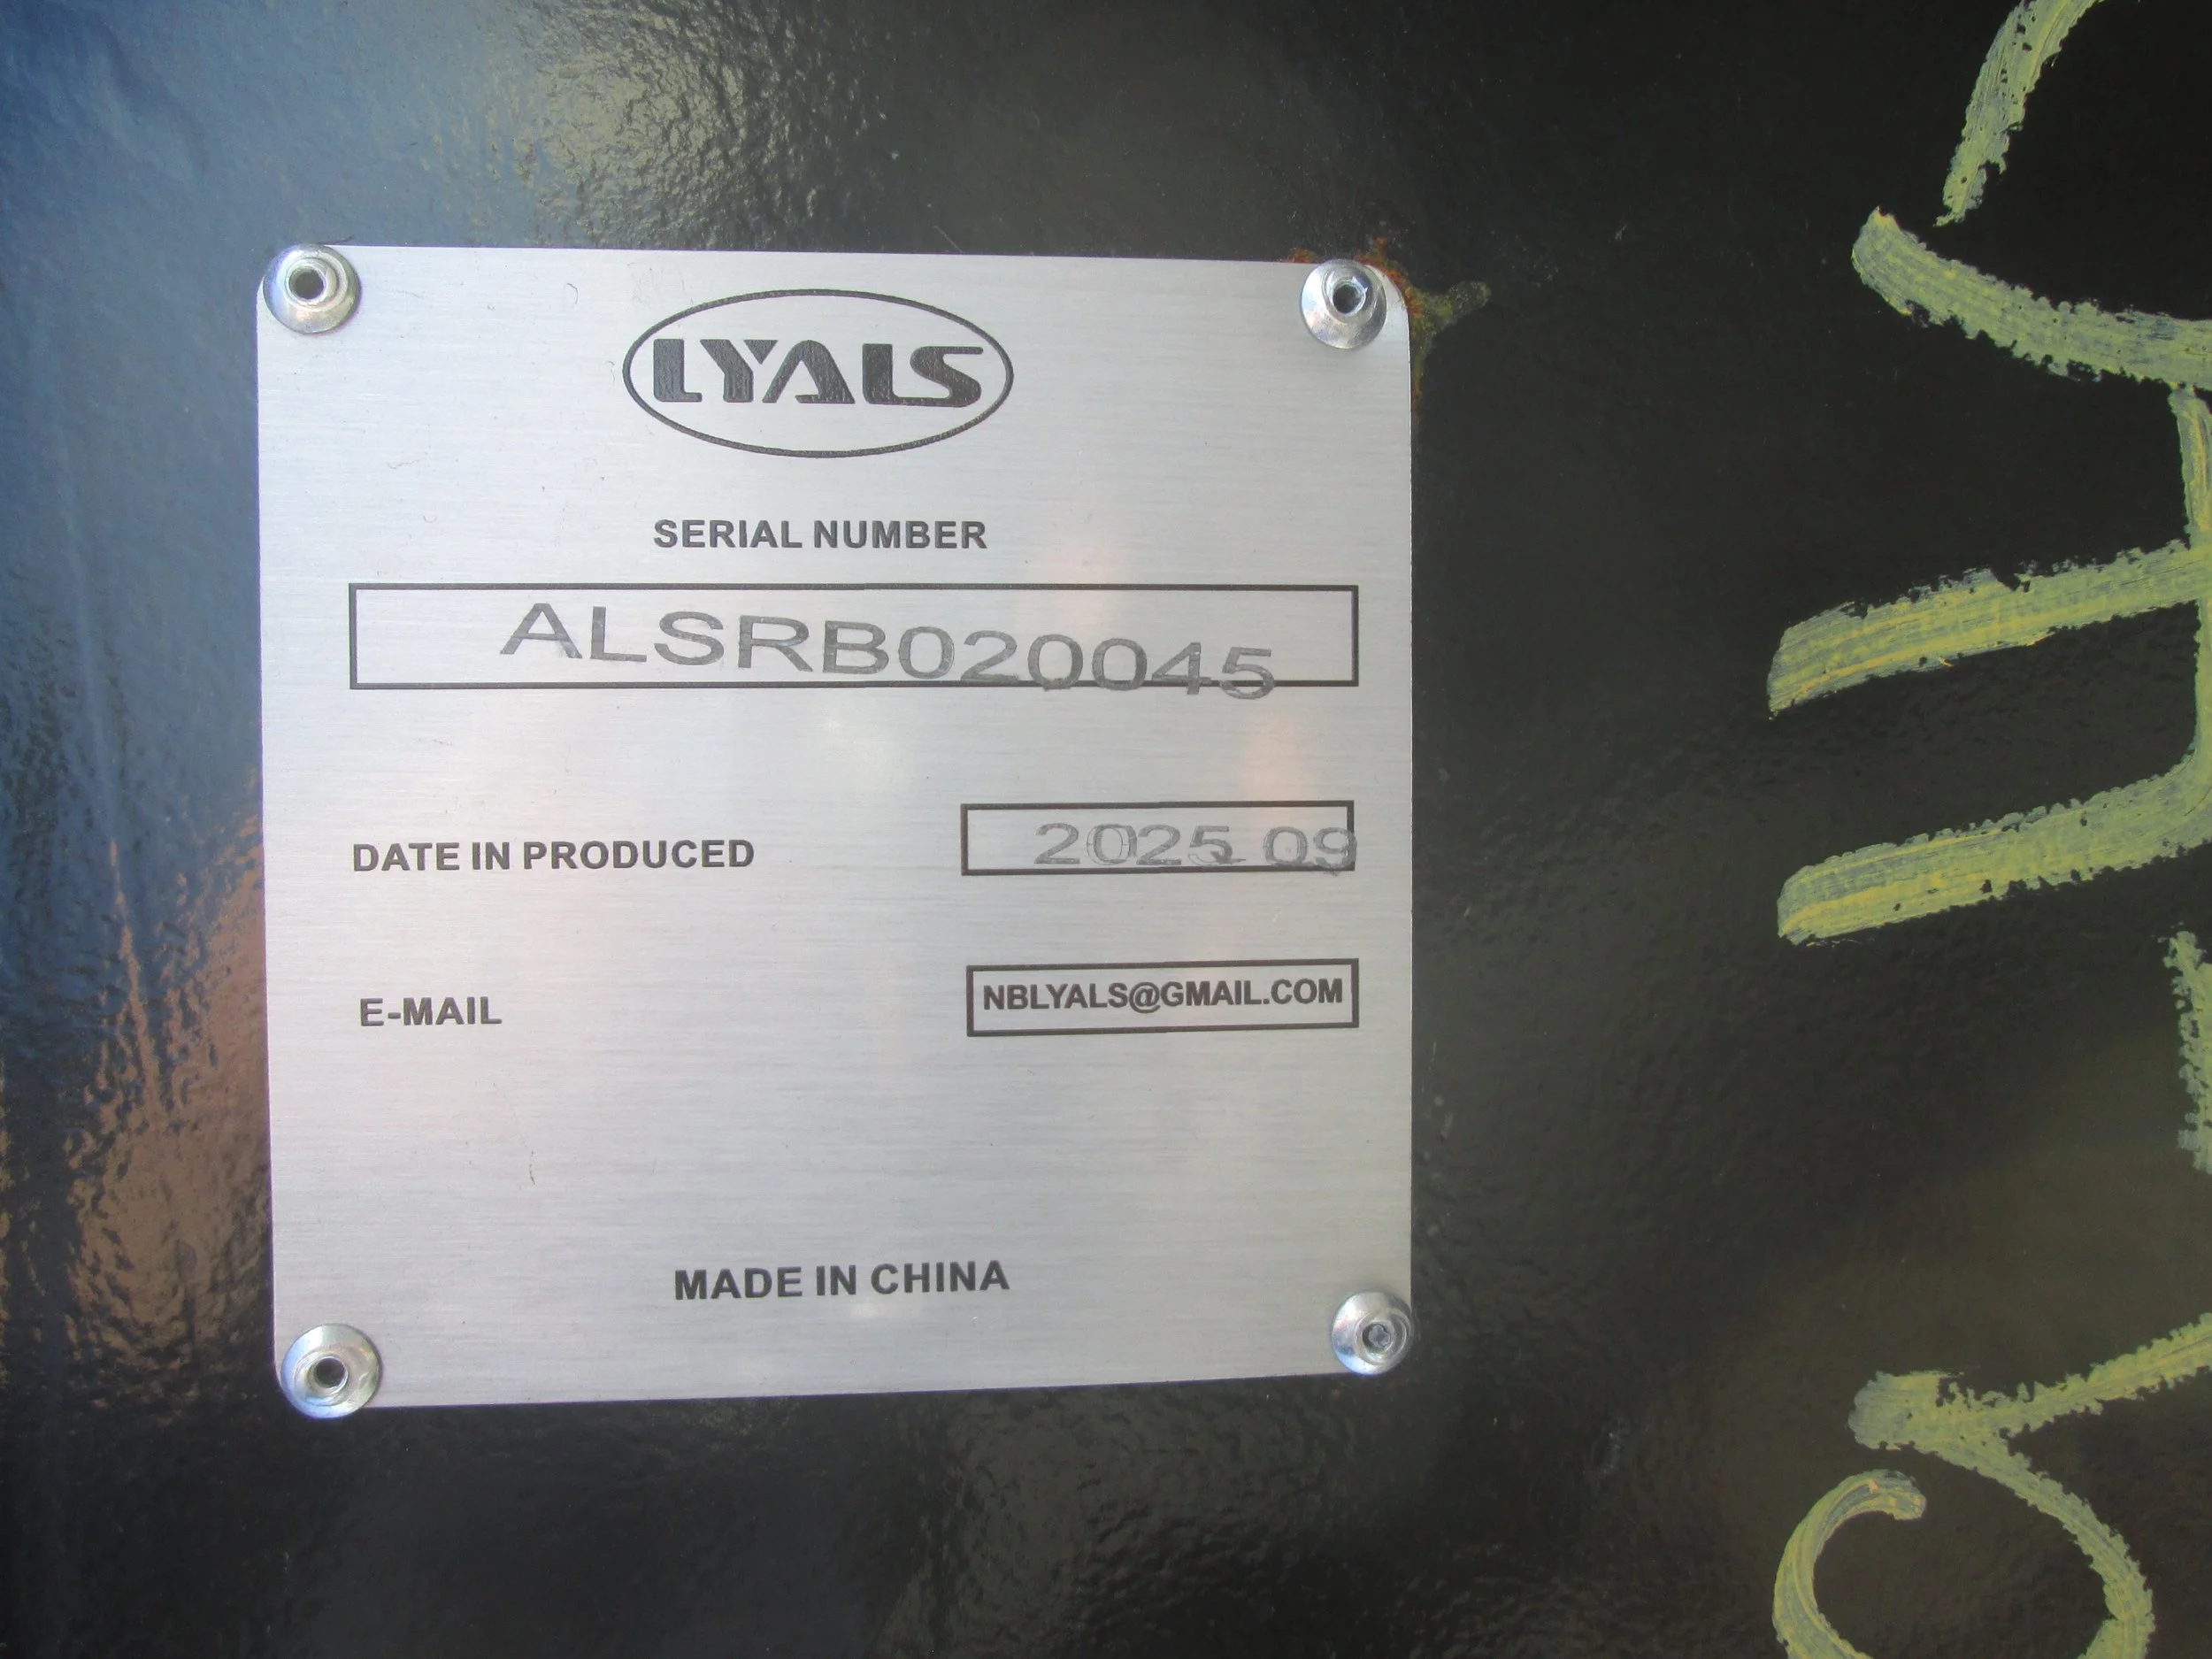 LYALS
SERIAL NUMBER
ALSRB020045
DATE IN PRODUCED 2025.09
E-MAIL NBLYALS@GMAIL.COM
MADE IN CHINA